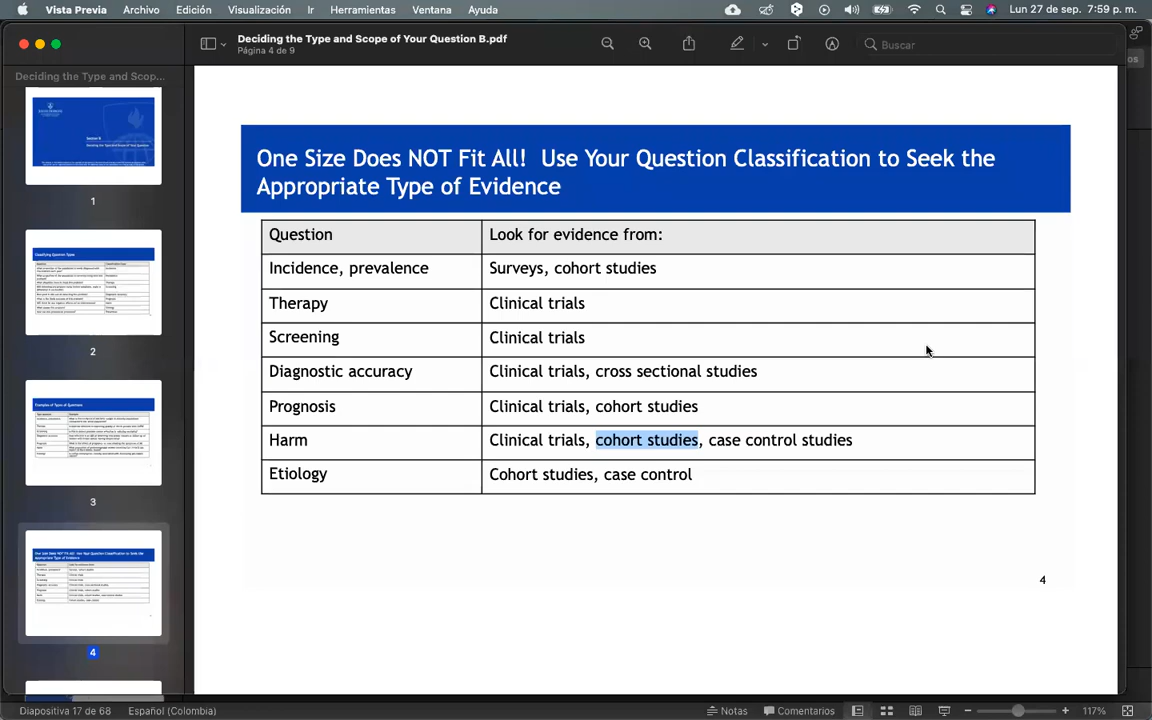 Vista Previa Archivo Edición Visualización Ir Herramientas Ventana Ayuda Lun 27 de sep. 7:59 p. m.
Deciding the Type and Scope of Your Question B.pdf
Página 4 de 9
Buscar
Deciding the Type and Scop...
1
2
3
4
One Size Does NOT Fit All! Use Your Question Classification to Seek the
Appropriate Type of Evidence
Question Look for evidence from:
Incidence, prevalence Surveys, cohort studies
Therapy Clinical trials
Screening Clinical trials
Diagnostic accuracy Clinical trials, cross sectional studies
Prognosis Clinical trials, cohort studies
Harm Clinical trials, cohort studies, case control studies
Etiology Cohort studies, case control
4
Diapositiva 17 de 68 Español (Colombia) Notas Comentarios 117%